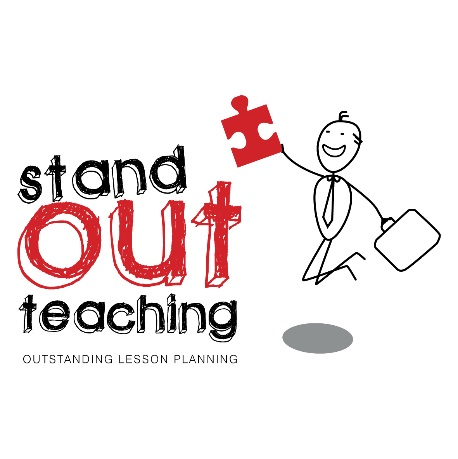 stand
out
teaching
OUTSTANDING LESSON PLANNING